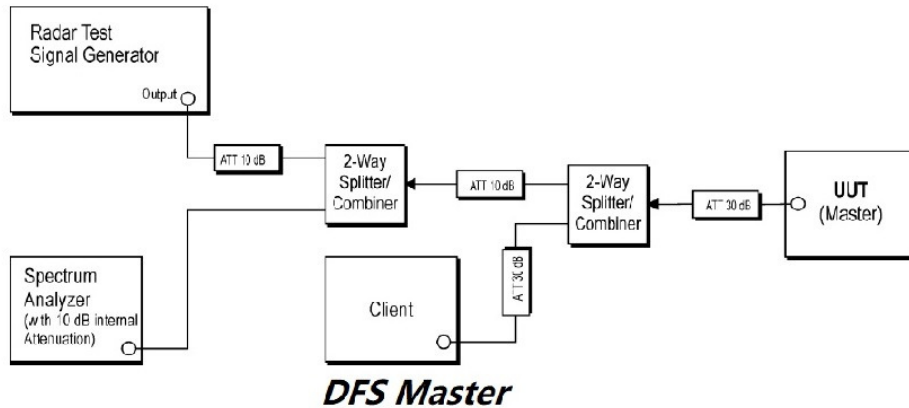 Radar Test
Signal Generator
Output
ATT 10 dB
2-Way
Splitter/
Combiner
ATT 10 dB
2-Way
Splitter/
Combiner
ATT 30 dB
UUT
(Master)
Spectrum
Analyzer
(with 10 dB internal
Attenuation)
Client
ATT 30 dB
DFS Master